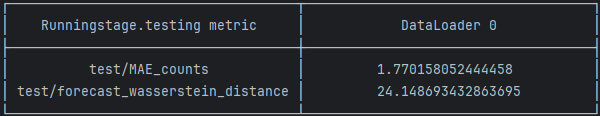 Runningstage.testing metric DataLoader 0
test/MAE_counts 1.770158052444458
test/forecast_wasserstein_distance 24.148693432863695